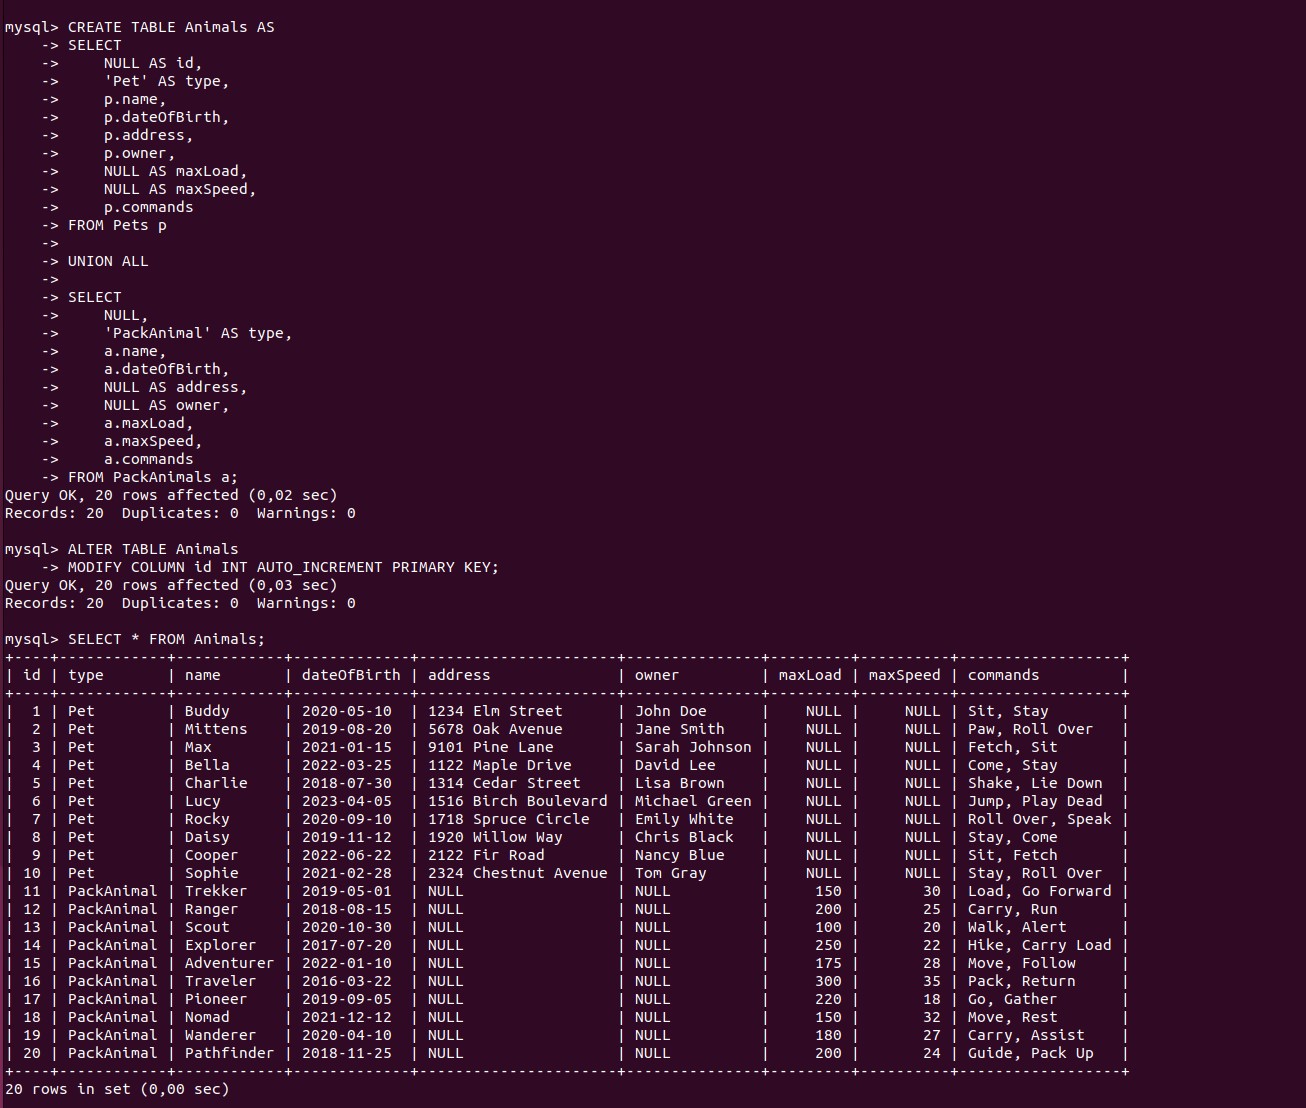 mysql> CREATE TABLE Animals AS
    -> SELECT
    ->     NULL AS id,
    ->     'Pet' AS type,
    ->     p.name,
    ->     p.dateOfBirth,
    ->     p.address,
    ->     p.owner,
    ->     NULL AS maxLoad,
    ->     NULL AS maxSpeed,
    ->     p.commands
    -> FROM Pets p
    ->
    -> UNION ALL
    ->
    -> SELECT
    ->     NULL,
    ->     'PackAnimal' AS type,
    ->     a.name,
    ->     a.dateOfBirth,
    ->     NULL AS address,
    ->     NULL AS owner,
    ->     a.maxLoad,
    ->     a.maxSpeed,
    ->     a.commands
    -> FROM PackAnimals a;
Query OK, 20 rows affected (0,02 sec)
Records: 20  Duplicates: 0  Warnings: 0

mysql> ALTER TABLE Animals
    -> MODIFY COLUMN id INT AUTO_INCREMENT PRIMARY KEY;
Query OK, 20 rows affected (0,03 sec)
Records: 20  Duplicates: 0  Warnings: 0

mysql> SELECT * FROM Animals;
+----+------------+------------+-------------+----------------------+---------------+---------+----------+------------------+
| id | type       | name       | dateOfBirth | address              | owner         | maxLoad | maxSpeed | commands         |
+----+------------+------------+-------------+----------------------+---------------+---------+----------+------------------+
|  1 | Pet        | Buddy      | 2020-05-10  | 1234 Elm Street      | John Doe      |    NULL |     NULL | Sit, Stay        |
|  2 | Pet        | Mittens    | 2019-08-20  | 5678 Oak Avenue      | Jane Smith    |    NULL |     NULL | Paw, Roll Over   |
|  3 | Pet        | Max        | 2021-01-15  | 9101 Pine Lane       | Sarah Johnson |    NULL |     NULL | Fetch, Sit       |
|  4 | Pet        | Bella      | 2022-03-25  | 1122 Maple Drive     | David Lee     |    NULL |     NULL | Come, Stay       |
|  5 | Pet        | Charlie    | 2018-07-30  | 1314 Cedar Street    | Lisa Brown    |    NULL |     NULL | Shake, Lie Down  |
|  6 | Pet        | Lucy       | 2023-04-05  | 1516 Birch Boulevard | Michael Green |    NULL |     NULL | Jump, Play Dead  |
|  7 | Pet        | Rocky      | 2020-09-10  | 1718 Spruce Circle   | Emily White   |    NULL |     NULL | Roll Over, Speak |
|  8 | Pet        | Daisy      | 2019-11-12  | 1920 Willow Way      | Chris Black   |    NULL |     NULL | Stay, Come       |
|  9 | Pet        | Cooper     | 2022-06-22  | 2122 Fir Road        | Nancy Blue    |    NULL |     NULL | Sit, Fetch       |
| 10 | Pet        | Sophie     | 2021-02-28  | 2324 Chestnut Avenue | Tom Gray      |    NULL |     NULL | Stay, Roll Over  |
| 11 | PackAnimal | Trekker    | 2019-05-01  | NULL                 | NULL          |     150 |       30 | Load, Go Forward |
| 12 | PackAnimal | Ranger     | 2018-08-15  | NULL                 | NULL          |     200 |       25 | Carry, Run       |
| 13 | PackAnimal | Scout      | 2020-10-30  | NULL                 | NULL          |     100 |       20 | Walk, Alert      |
| 14 | PackAnimal | Explorer   | 2017-07-20  | NULL                 | NULL          |     250 |       22 | Hike, Carry Load |
| 15 | PackAnimal | Adventurer | 2022-01-10  | NULL                 | NULL          |     175 |       28 | Move, Follow     |
| 16 | PackAnimal | Traveler   | 2016-03-22  | NULL                 | NULL          |     300 |       35 | Pack, Return     |
| 17 | PackAnimal | Pioneer    | 2019-09-05  | NULL                 | NULL          |     220 |       18 | Go, Gather       |
| 18 | PackAnimal | Nomad      | 2021-12-12  | NULL                 | NULL          |     150 |       32 | Move, Rest       |
| 19 | PackAnimal | Wanderer   | 2020-04-10  | NULL                 | NULL          |     180 |       27 | Carry, Assist    |
| 20 | PackAnimal | Pathfinder | 2018-11-25  | NULL                 | NULL          |     200 |       24 | Guide, Pack Up   |
+----+------------+------------+-------------+----------------------+---------------+---------+----------+------------------+
20 rows in set (0,00 sec)